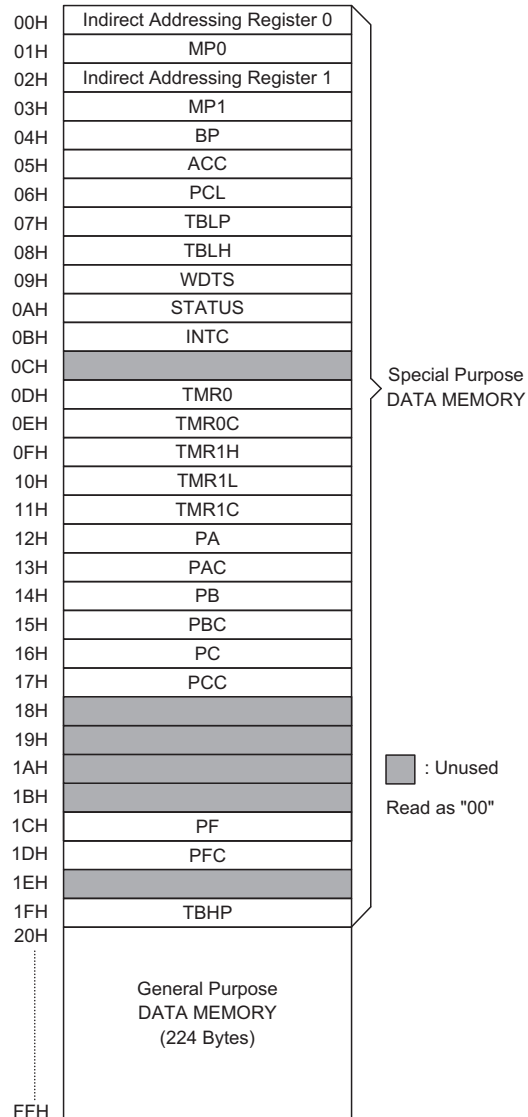 00H Indirect Addressing Register 0
01H MP0
02H Indirect Addressing Register 1
03H MP1
04H BP
05H ACC
06H PCL
07H TBLP
08H TBLH
09H WDTS
0AH STATUS
0BH INTC
0CH
0DH TMR0
0EH TMR0C
0FH TMR1H
10H TMR1L
11H TMR1C
12H PA
13H PAC
14H PB
15H PBC
16H PC
17H PCC
18H
19H
1AH
1BH
1CH PF
1DH PFC
1EH
1FH TBHP
20H
General Purpose
DATA MEMORY
(224 Bytes)
FFH
Special Purpose
DATA MEMORY
: Unused
Read as "00"